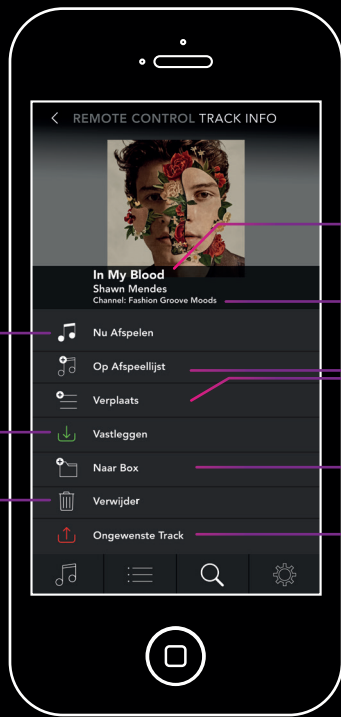 REMOTE CONTROL TRACK INFO
In My Blood
Shawn Mendes
Channel: Fashion Groove Moods
Nu Afspelen
Op Afspeellijst
Verplaats
Vastleggen
Naar Box
Verwijder
Ongewenste Track